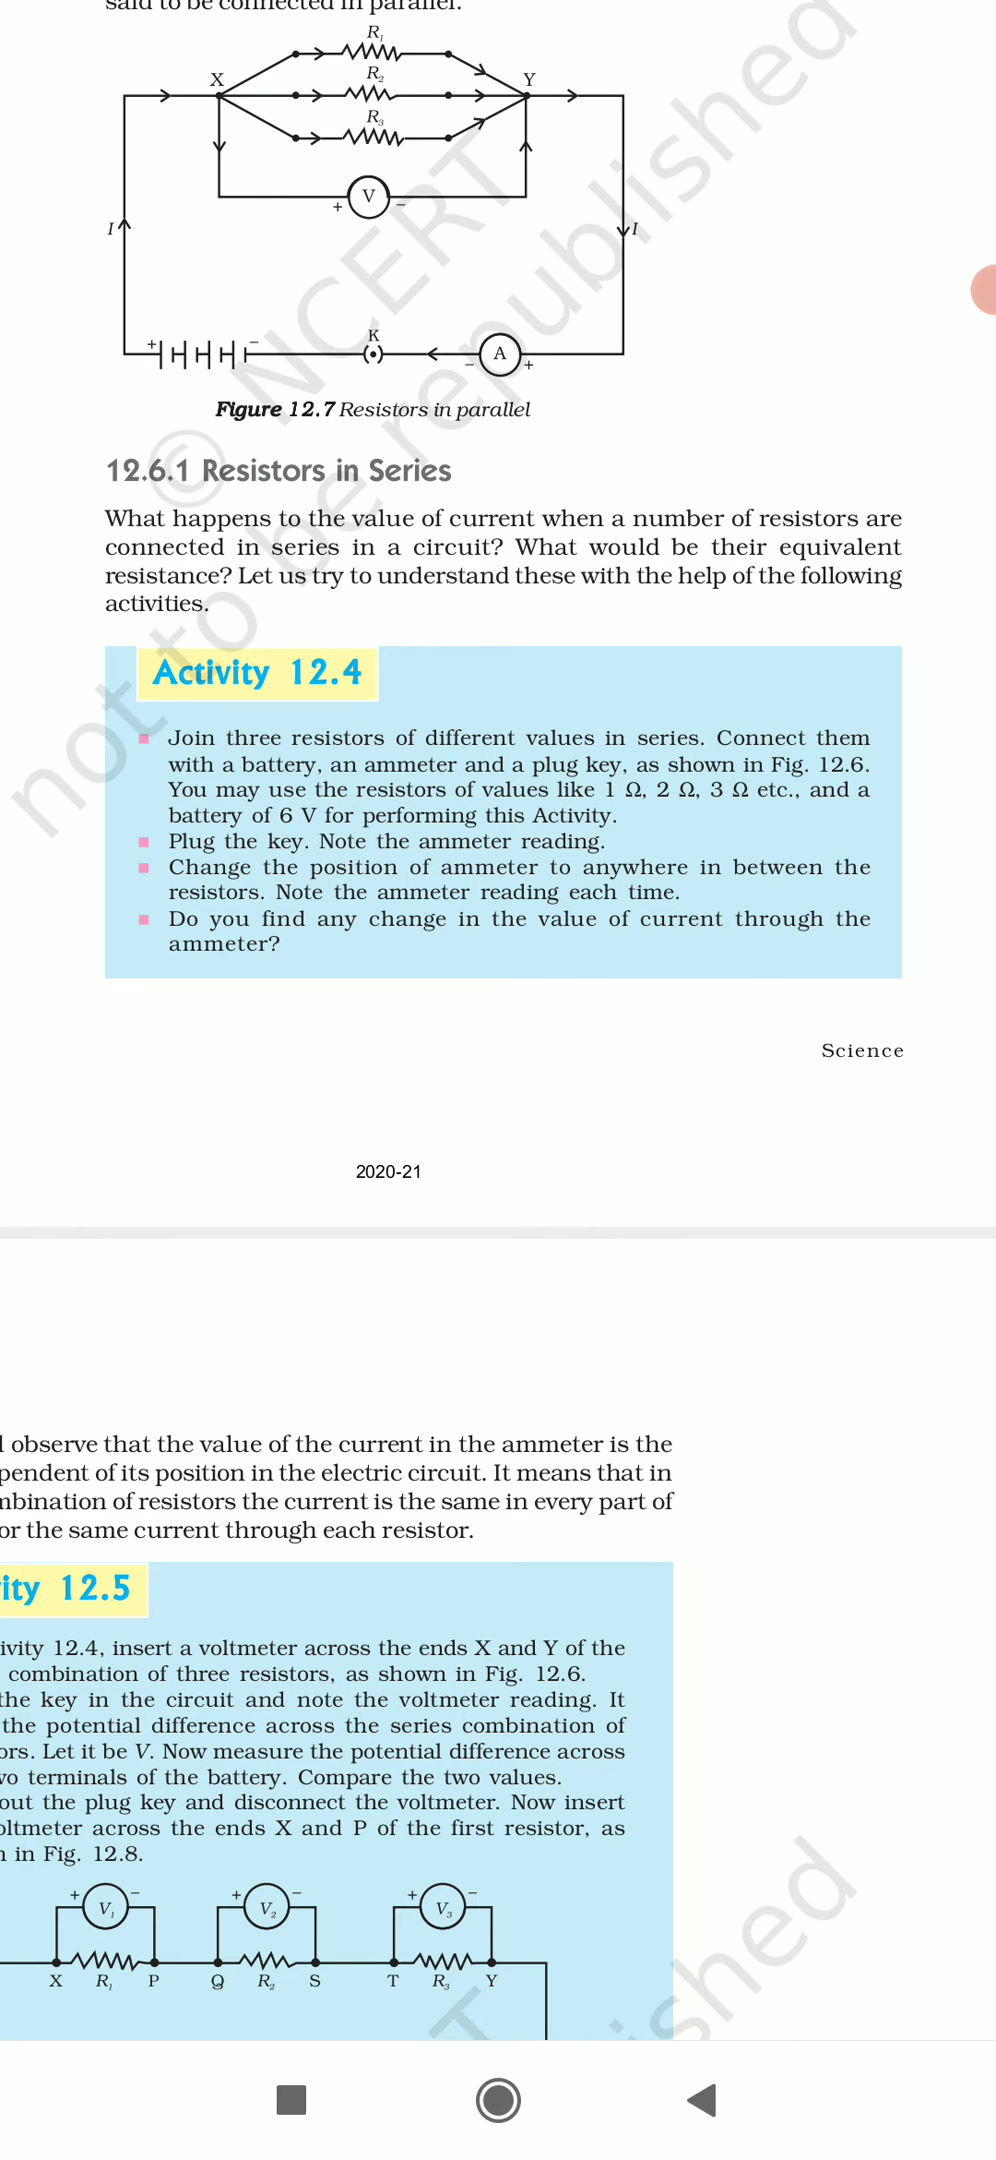 said to be connected in parallel.
R1
X
R2
Y
R3
V
+
−
I
I
+
−
K
A
−
+
Figure 12.7 Resistors in parallel
12.6.1 Resistors in Series
What happens to the value of current when a number of resistors are
connected in series in a circuit? What would be their equivalent
resistance? Let us try to understand these with the help of the following
activities.
Activity 12.4
Join three resistors of different values in series. Connect them
with a battery, an ammeter and a plug key, as shown in Fig. 12.6.
You may use the resistors of values like 1 Ω, 2 Ω, 3 Ω etc., and a
battery of 6 V for performing this Activity.
Plug the key. Note the ammeter reading.
Change the position of ammeter to anywhere in between the
resistors. Note the ammeter reading each time.
Do you find any change in the value of current through the
ammeter?
Science
2020-21
© NCERT
not to be republished
observe that the value of the current in the ammeter is the
pendent of its position in the electric circuit. It means that in
mbination of resistors the current is the same in every part of
or the same current through each resistor.
ity 12.5
ivity 12.4, insert a voltmeter across the ends X and Y of the
combination of three resistors, as shown in Fig. 12.6.
the key in the circuit and note the voltmeter reading. It
the potential difference across the series combination of
ors. Let it be V. Now measure the potential difference across
vo terminals of the battery. Compare the two values.
out the plug key and disconnect the voltmeter. Now insert
oltmeter across the ends X and P of the first resistor, as
n in Fig. 12.8.
+ V1 − + V2 − + V3 −
X R1 P Q R2 S T R3 Y
T
ished